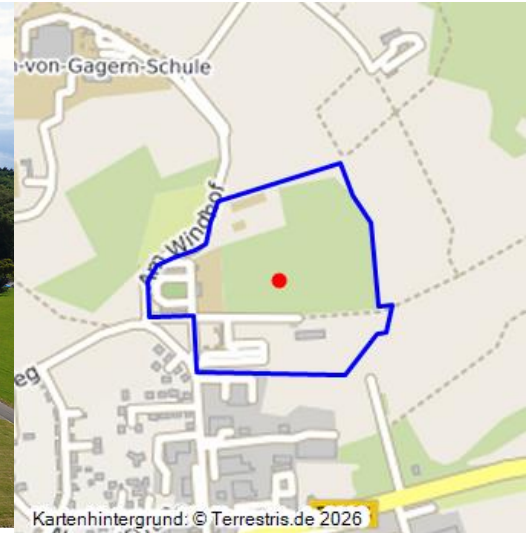 n-von-Gagern-Schule
Am Windhof
eg
Kartenhintergrund: © Terrestris.de 2026